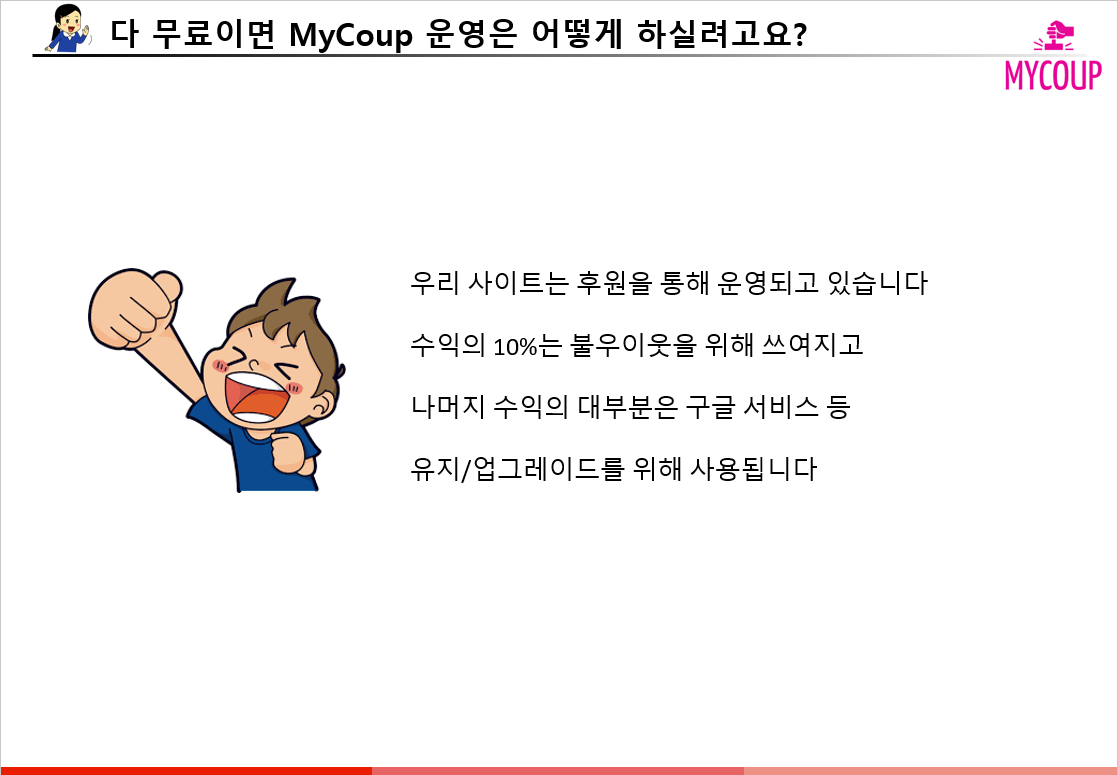 다 무료이면 MyCoup 운영은 어떻게 하실려고요?
MYCOUP
우리 사이트는 후원을 통해 운영되고 있습니다
수익의 10%는 불우이웃을 위해 쓰여지고
나머지 수익의 대부분은 구글 서비스 등
유지/업그레이드를 위해 사용됩니다